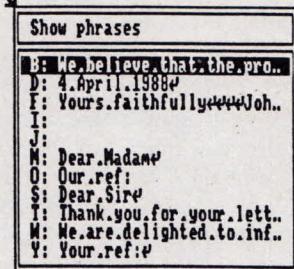 Show phrases
B: We.believe.that.the.pro..
D: 4.April.1988↵
F: Yours.faithfully↵↵↵↵Joh..
I:
J:
N: Dear.Madam↵
O: Our.ref:
S: Dear.Sir↵
T: Thank.you.for.your.lett..
W: We.are.delighted.to.inf..
Y: Your.ref:↵